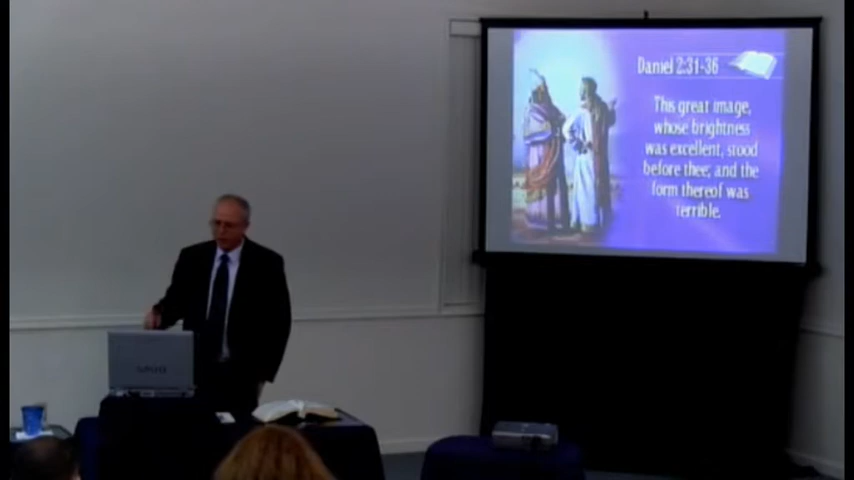 Daniel 2:31-36
This great image,
whose brightness
was excellent, stood
before thee; and the
form thereof was
terrible.
VAIO